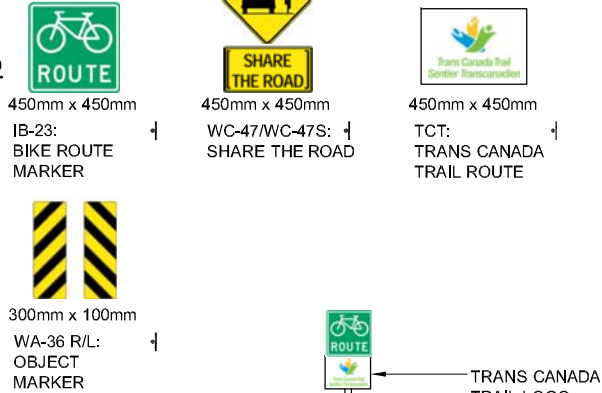 ROUTE
SHARE
THE ROAD
Trans Canada Trail
Sentier Transcanadien
450mm x 450mm
450mm x 450mm
450mm x 450mm
IB-23:
BIKE ROUTE
MARKER
WC-47/WC-47S:
SHARE THE ROAD
TCT:
TRANS CANADA
TRAIL ROUTE
300mm x 100mm
WA-36 R/L:
OBJECT
MARKER
ROUTE
TRANS CANADA
TRAIL LOGO